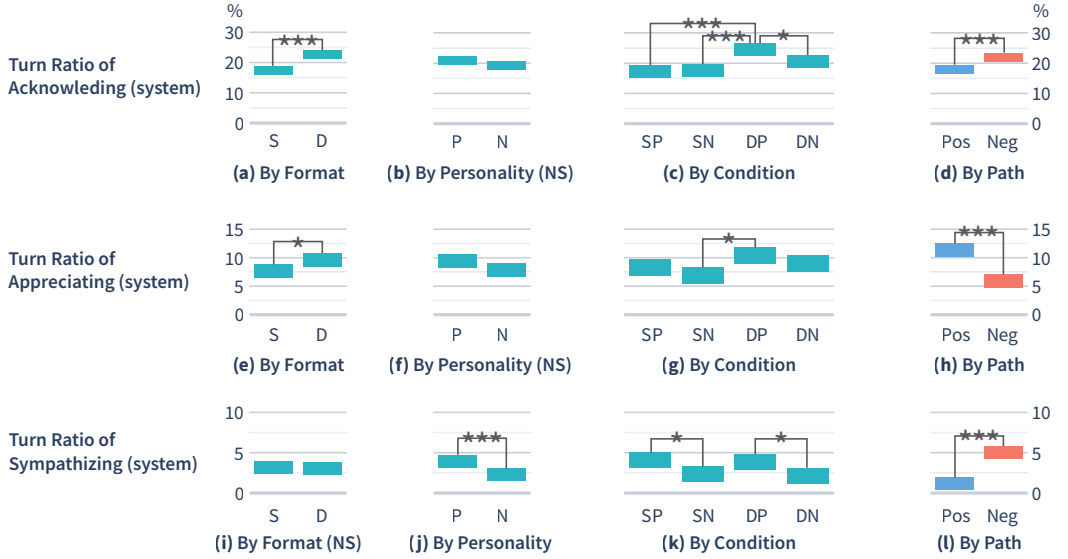 % %
30 *** *** 30
*** *
***
Turn Ratio of
20 20
Acknowleding (system)
10 10
0 0
S D P N SP SN DP DN Pos Neg
(a) By Format (b) By Personality (NS) (c) By Condition (d) By Path
15 *** 15
* *
Turn Ratio of
10 10
Appreciating (system)
5 5
0 0
S D P N SP SN DP DN Pos Neg
(e) By Format (f) By Personality (NS) (g) By Condition (h) By Path
10 10
*** * * ***
Turn Ratio of
5 5
Sympathizing (system)
0 0
S D P N SP SN DP DN Pos Neg
(i) By Format (NS) (j) By Personality (k) By Condition (l) By Path